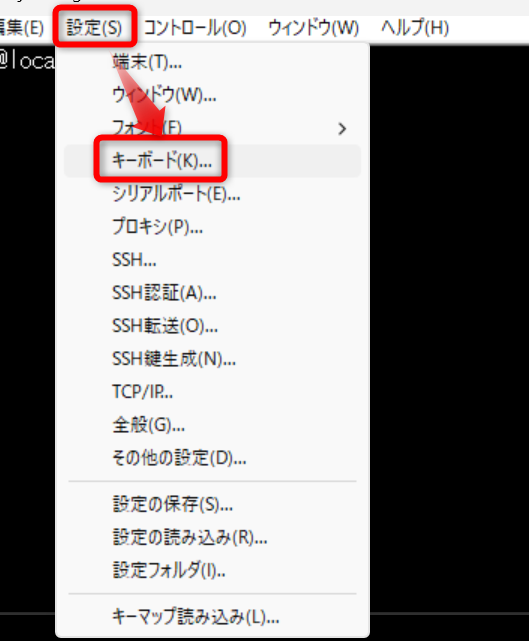 編集(E) 設定(S) コントロール(O) ウィンドウ(W) ヘルプ(H)
@loca
端末(T)...
ウィンドウ(W)...
フォント(F)
キーボード(K)...
シリアルポート(E)...
プロキシ(P)...
SSH...
SSH認証(A)...
SSH転送(O)...
SSH鍵生成(N)...
TCP/IP...
全般(G)...
その他の設定(D)...
設定の保存(S)...
設定の読み込み(R)...
設定フォルダ(I)..
キーマップ読み込み(L)...